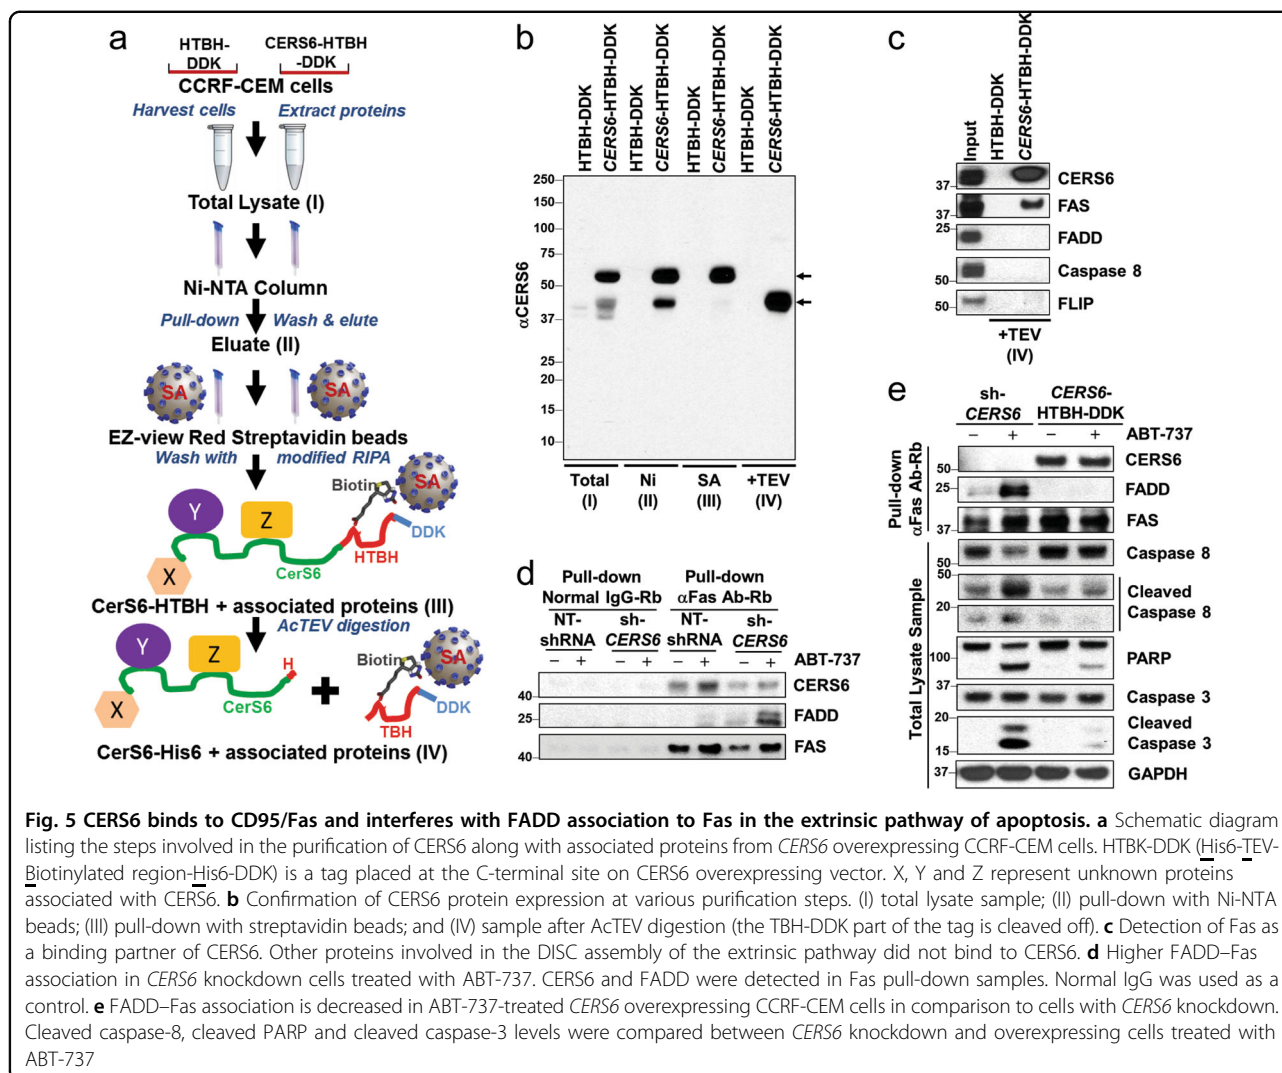 a
HTBH-
DDK
CERS6-HTBH
-DDK
CCRF-CEM cells
Harvest cells
Extract proteins
Total Lysate (I)
Ni-NTA Column
Pull-down
Wash & elute
Eluate (II)
SA
SA
EZ-view Red Streptavidin beads
Wash with
modified RIPA
Biotin
SA
Y
Z
DDK
HTBH
X
CerS6
CerS6-HTBH + associated proteins (III)
AcTEV digestion
Y
Z
H
Biotin
SA
X
CerS6
DDK
TBH
CerS6-His6 + associated proteins (IV)
b
HTBH-DDK
CERS6-HTBH-DDK
HTBH-DDK
CERS6-HTBH-DDK
HTBH-DDK
CERS6-HTBH-DDK
HTBH-DDK
CERS6-HTBH-DDK
αCERS6
250
150
100
75
50
37
25
20
15
10
Total
(I)
Ni
(II)
SA
(III)
+TEV
(IV)
c
Input
HTBH-DDK
CERS6-HTBH-DDK
37
CERS6
37
FAS
25
FADD
50
Caspase 8
50
FLIP
+TEV
(IV)
d
Pull-down
Normal IgG-Rb
Pull-down
αFas Ab-Rb
NT-
shRNA
sh-
CERS6
NT-
shRNA
sh-
CERS6
– + – + – + – + ABT-737
40
CERS6
25
FADD
40
FAS
e
sh-
CERS6
CERS6-
HTBH-DDK
– + – + ABT-737
Pull-down
αFas Ab-Rb
50
CERS6
25
FADD
37
FAS
Total Lysate Sample
50
Caspase 8
50
20
Cleaved
Caspase 8
100
PARP
37
Caspase 3
20
15
Cleaved
Caspase 3
37
GAPDH
Fig. 5 CERS6 binds to CD95/Fas and interferes with FADD association to Fas in the extrinsic pathway of apoptosis. a Schematic diagram
listing the steps involved in the purification of CERS6 along with associated proteins from CERS6 overexpressing CCRF-CEM cells. HTBK-DDK (His6-TEV-
Biotinylated region-His6-DDK) is a tag placed at the C-terminal site on CERS6 overexpressing vector. X, Y and Z represent unknown proteins
associated with CERS6. b Confirmation of CERS6 protein expression at various purification steps. (I) total lysate sample; (II) pull-down with Ni-NTA
beads; (III) pull-down with streptavidin beads; and (IV) sample after AcTEV digestion (the TBH-DDK part of the tag is cleaved off). c Detection of Fas as
a binding partner of CERS6. Other proteins involved in the DISC assembly of the extrinsic pathway did not bind to CERS6. d Higher FADD–Fas
association in CERS6 knockdown cells treated with ABT-737. CERS6 and FADD were detected in Fas pull-down samples. Normal IgG was used as a
control. e FADD–Fas association is decreased in ABT-737-treated CERS6 overexpressing CCRF-CEM cells in comparison to cells with CERS6 knockdown.
Cleaved caspase-8, cleaved PARP and cleaved caspase-3 levels were compared between CERS6 knockdown and overexpressing cells treated with
ABT-737